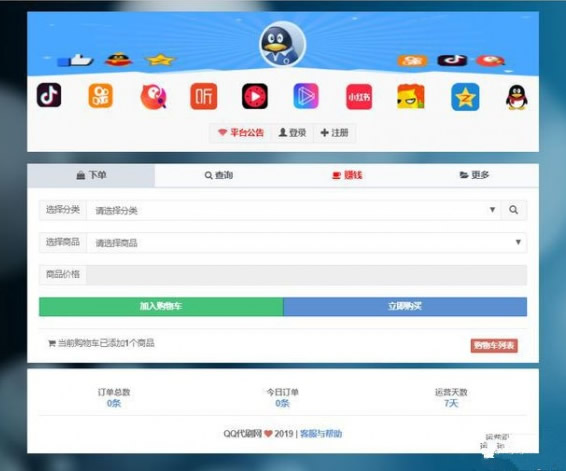 听
小红书
平台公告 登录 注册
下单 查询 赚钱 更多
选择分类 请选择分类
选择商品 请选择商品
商品价格
加入购物车 立即购买
当前购物车已添加1个商品 购物车列表
订单总数 今日订单 运营天数
0条 0条 7天
QQ代刷网 2019 | 客服与帮助